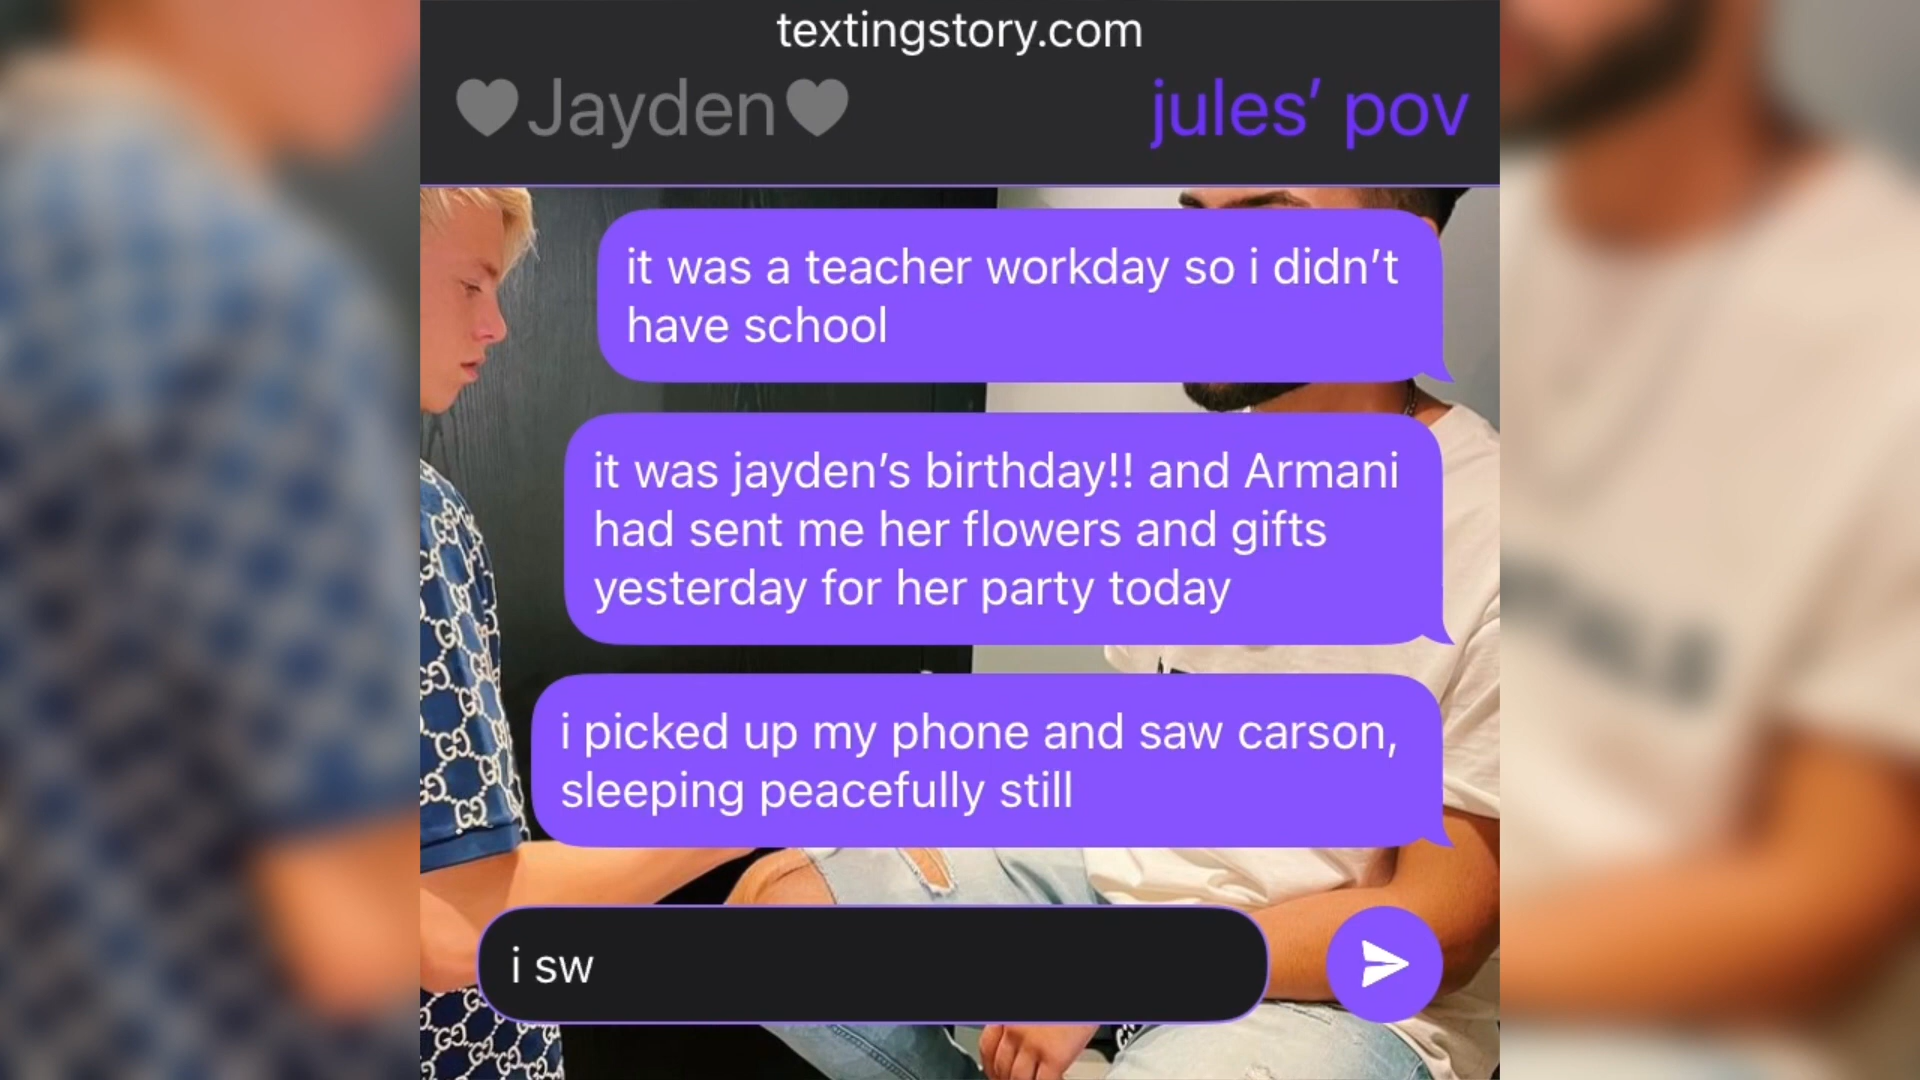 textingstory.com
🖤Jayden🖤
jules’ pov
it was a teacher workday so i didn’t
have school
it was jayden’s birthday!! and Armani
had sent me her flowers and gifts
yesterday for her party today
i picked up my phone and saw carson,
sleeping peacefully still
i sw